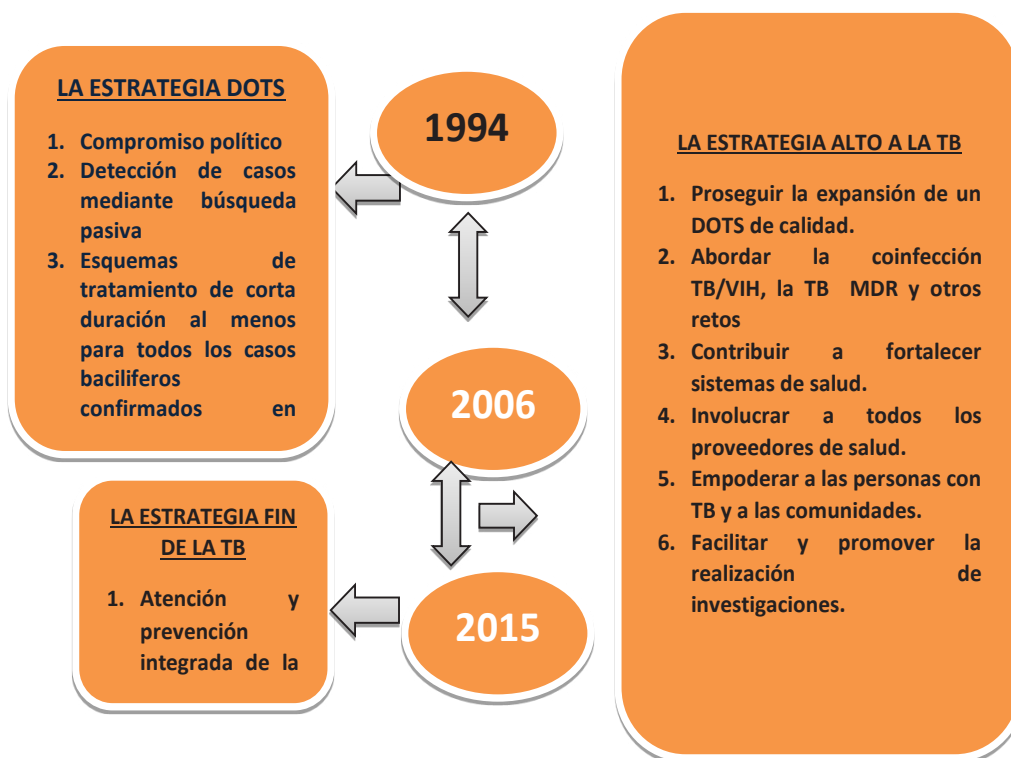 LA ESTRATEGIA DOTS
1. Compromiso político
2. Detección de casos
mediante búsqueda
pasiva
3. Esquemas de
tratamiento de corta
duración al menos
para todos los casos
baciliferos
confirmados en
1994
2006
LA ESTRATEGIA ALTO A LA TB
1. Proseguir la expansión de un
DOTS de calidad.
2. Abordar la coinfección
TB/VIH, la TB MDR y otros
retos
3. Contribuir a fortalecer
sistemas de salud.
4. Involucrar a todos los
proveedores de salud.
5. Empoderar a las personas con
TB y a las comunidades.
6. Facilitar y promover la
realización de
investigaciones.
LA ESTRATEGIA FIN
DE LA TB
1. Atención y
prevención
integrada de la
2015